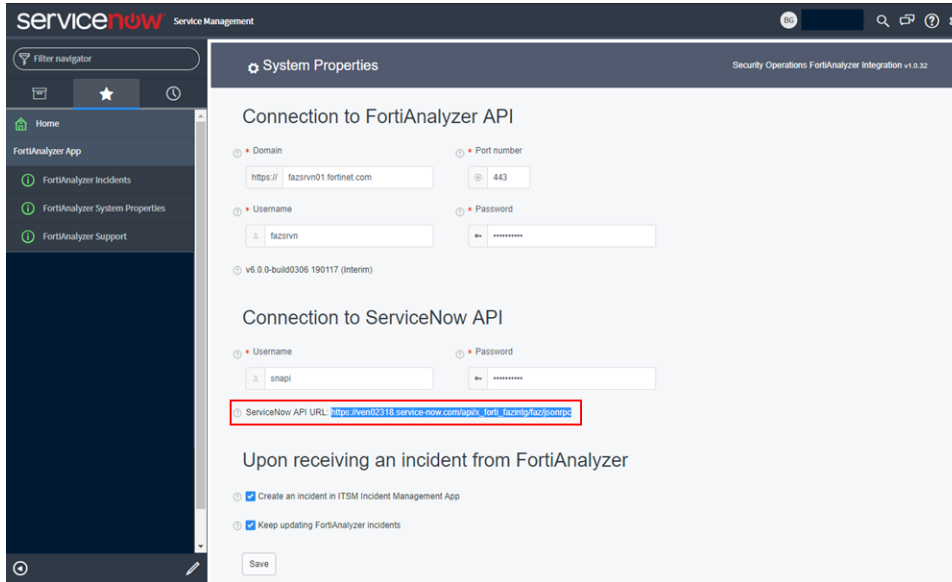 servicenow Service Management
BG
Filter navigator
System Properties
Security Operations FortiAnalyzer Integration v1.0.32
Home
FortiAnalyzer App
FortiAnalyzer Incidents
FortiAnalyzer System Properties
FortiAnalyzer Support
Connection to FortiAnalyzer API
* Domain
* Port number
https:// fazsrvn01.fortinet.com
443
* Username
* Password
fazsrvn
••••••••••
v6.0.0-build0306 190117 (Interim)
Connection to ServiceNow API
* Username
* Password
snapi
••••••••••
ServiceNow API URL: https://ven02318.service-now.com/api/x_forti_fazintg/faz/jsonrpc
Upon receiving an incident from FortiAnalyzer
Create an incident in ITSM Incident Management App
Keep updating FortiAnalyzer incidents
Save